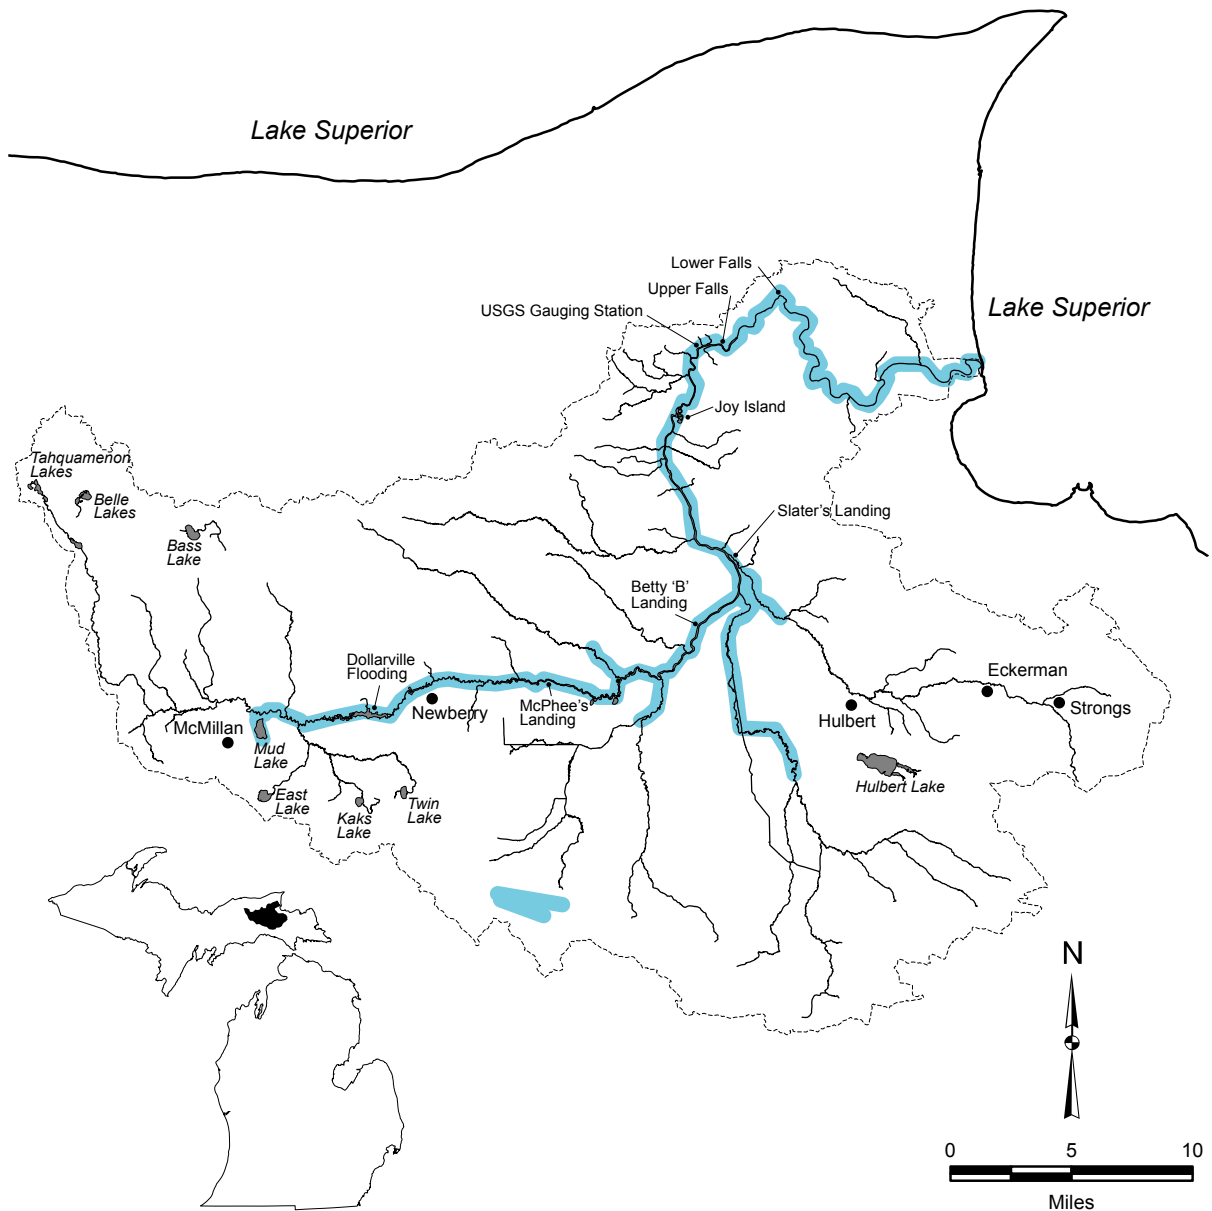 Lake Superior
Lower Falls
Upper Falls
USGS Gauging Station
Lake Superior
Joy Island
Tahquamenon
Lakes
Belle
Lakes
Bass
Lake
Slater's Landing
Betty 'B'
Landing
Dollarville
Flooding
Newberry
McPhee's
Landing
Eckerman
Strongs
Hulbert
Hulbert Lake
McMillan
Mud
Lake
East
Lake
Kaks
Lake
Twin
Lake
N
0 5 10
Miles